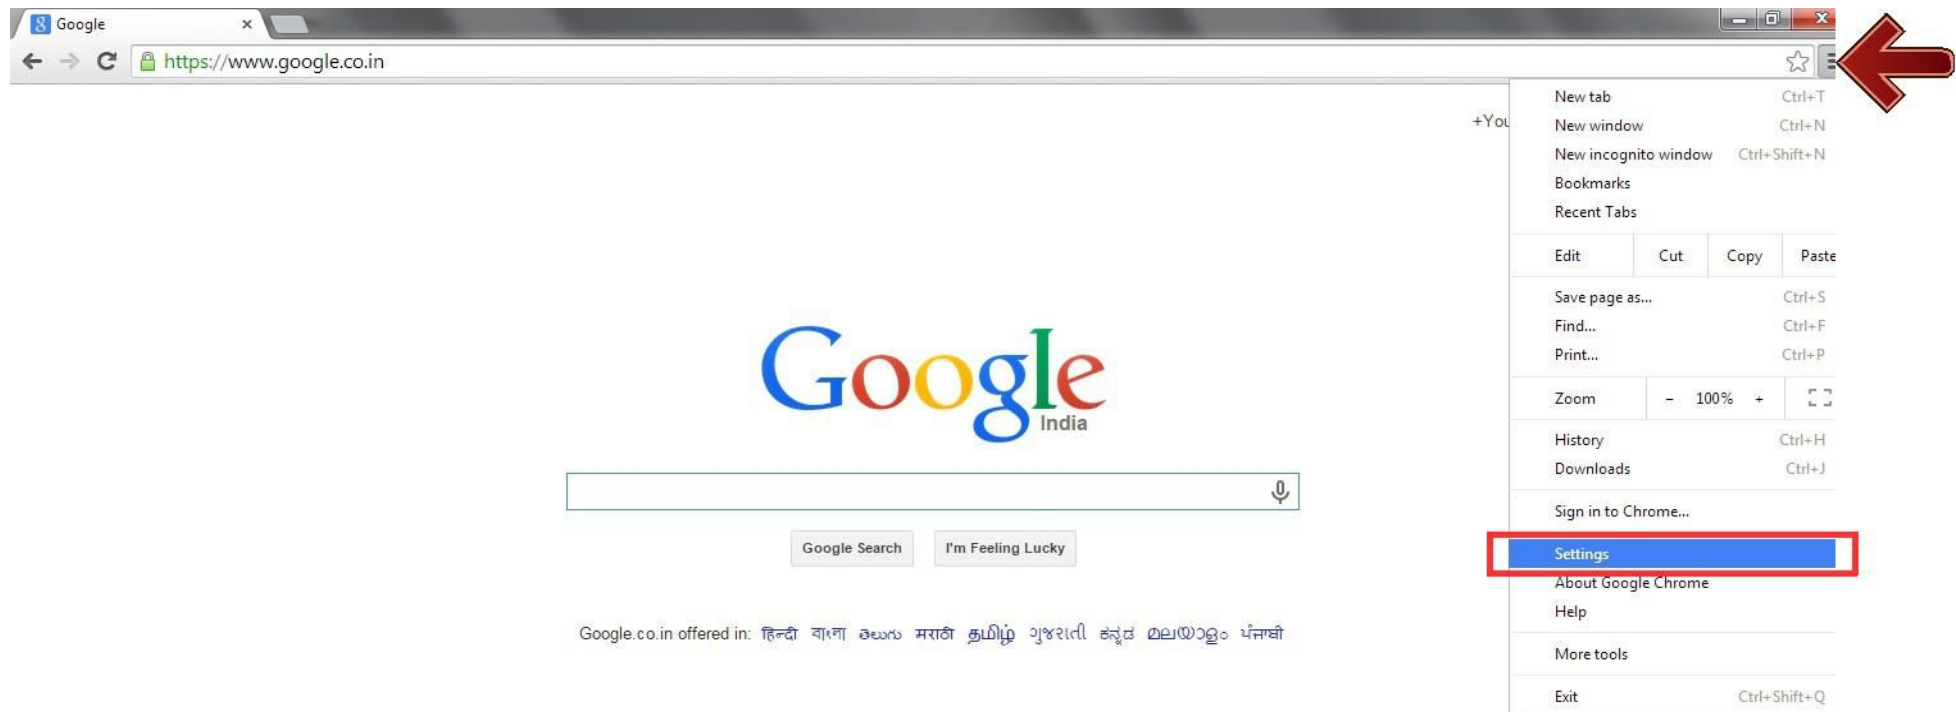 Google
https://www.google.co.in
+You
New tab Ctrl+T
New window Ctrl+N
New incognito window Ctrl+Shift+N
Bookmarks
Recent Tabs
Edit Cut Copy Paste
Save page as... Ctrl+S
Find... Ctrl+F
Print... Ctrl+P
Zoom - 100% +
History Ctrl+H
Downloads Ctrl+J
Sign in to Chrome...
Settings
About Google Chrome
Help
More tools
Exit Ctrl+Shift+Q
Google
India
Google Search I'm Feeling Lucky
Google.co.in offered in: हिन्दी বাংলা తెలుగు मराठी தமிழ் ગુજરાતી ಕನ್ನಡ മലയാളം ਪੰਜਾਬੀ